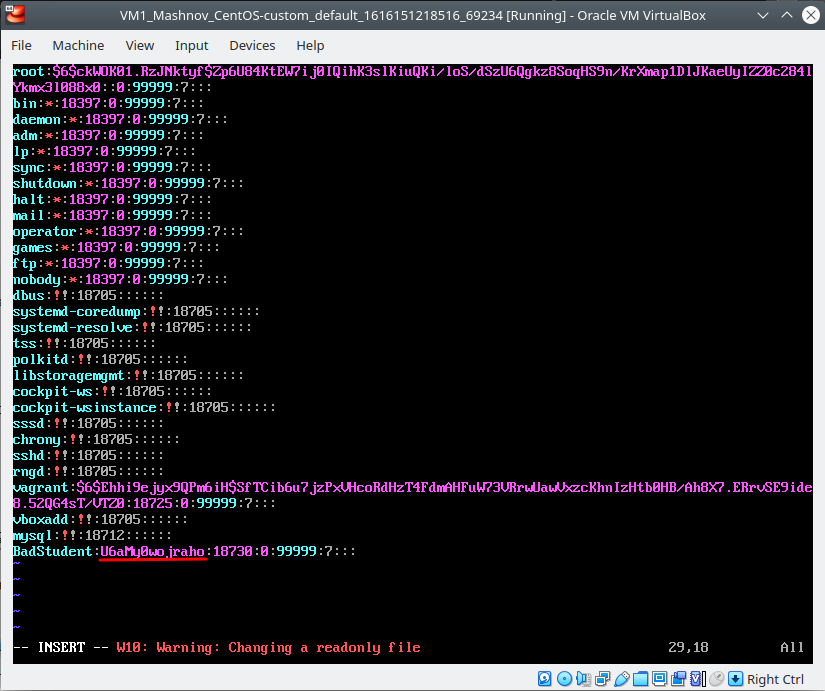 VM1_Mashnov_CentOS-custom_default_1616151218516_69234 [Running] - Oracle VM VirtualBox
File Machine View Input Devices Help
root:$6$ckWOK01.RzJNktyf$Zp6U84KtEW7ij0IQihK3slKiuQKi/loS/dSzU6Qgkz8SoqHS9n/KrXmap1DlJKaeUyIZZ0c284l
Ykmx3l088x0::0:99999:7:::
bin:*:18397:0:99999:7:::
daemon:*:18397:0:99999:7:::
adm:*:18397:0:99999:7:::
lp:*:18397:0:99999:7:::
sync:*:18397:0:99999:7:::
shutdown:*:18397:0:99999:7:::
halt:*:18397:0:99999:7:::
mail:*:18397:0:99999:7:::
operator:*:18397:0:99999:7:::
games:*:18397:0:99999:7:::
ftp:*:18397:0:99999:7:::
nobody:*:18397:0:99999:7:::
dbus:!!:18705::::::
systemd-coredump:!!:18705::::::
systemd-resolve:!!:18705::::::
tss:!!:18705::::::
polkitd:!!:18705::::::
libstoragemgmt:!!:18705::::::
cockpit-ws:!!:18705::::::
cockpit-wsinstance:!!:18705::::::
sssd:!!:18705::::::
chrony:!!:18705::::::
sshd:!!:18705::::::
rngd:!!:18705::::::
vagrant:$6$Ehhi9ejyx9QPm6iH$SfTCib6u7jzPxVHcoRdHzT4FdmAHFuW73VRrwUawVxzcKhnIzHtb0HB/Ah8X7.ERrvSE9ide
8.52QG4sT/VTZ0:18725:0:99999:7:::
vboxadd:!!:18705::::::
mysql:!!:18712::::::
BadStudent:U6aMy0wojraho:18730:0:99999:7:::
~
~
~
~
~
-- INSERT -- W10: Warning: Changing a readonly file 29,18 All
Right Ctrl